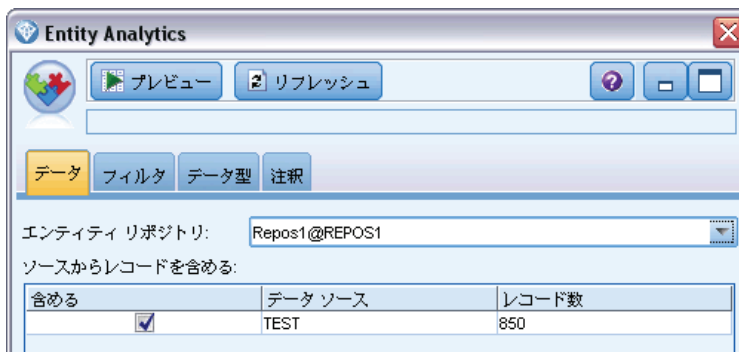 Entity Analytics
プレビュー リフレッシュ
データ フィルタ データ型 注釈
エンティティ リポジトリ: Repos1@REPOS1
ソースからレコードを含める:
含める データ ソース レコード数
TEST 850